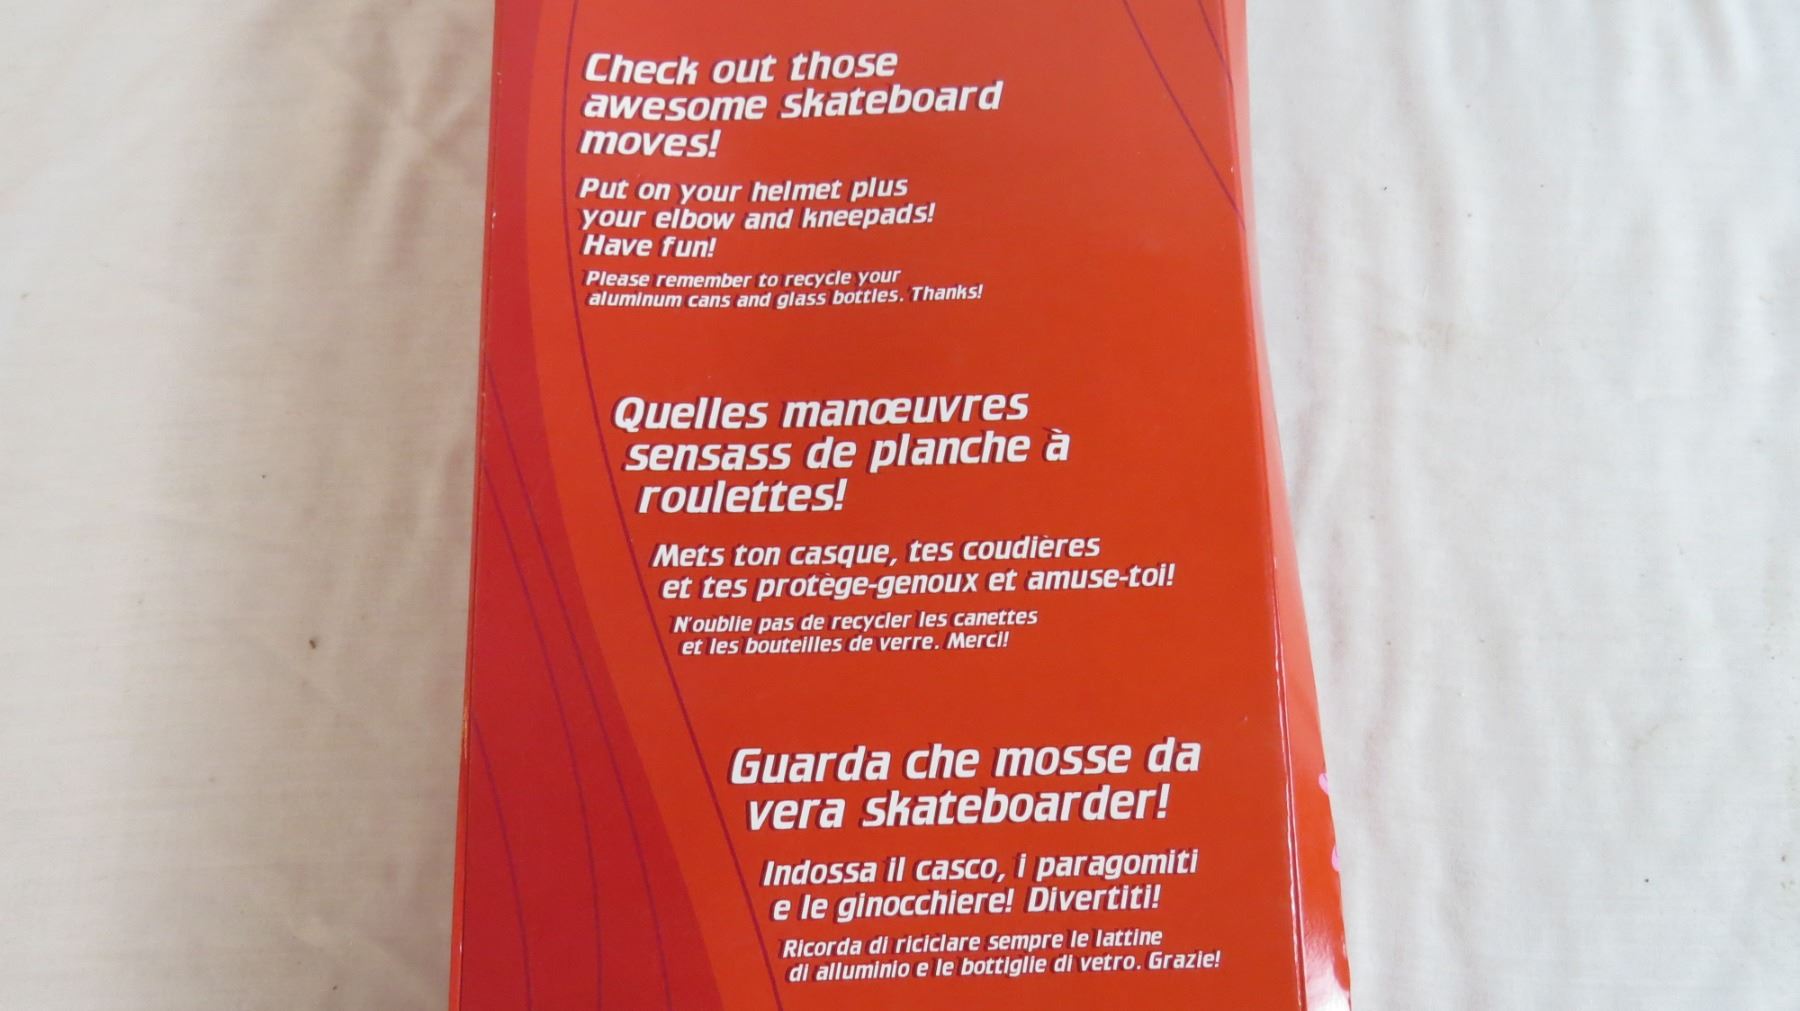 Check out those
awesome skateboard
moves!
Put on your helmet plus
your elbow and kneepads!
Have fun!
Please remember to recycle your
aluminum cans and glass bottles. Thanks!
Quelles manœuvres
sensass de planche à
roulettes!
Mets ton casque, tes coudières
et tes protège-genoux et amuse-toi!
N'oublie pas de recycler les canettes
et les bouteilles de verre. Merci!
Guarda che mosse da
vera skateboarder!
Indossa il casco, i paragomiti
e le ginocchiere! Divertiti!
Ricorda di riciclare sempre le lattine
di alluminio e le bottiglie di vetro. Grazie!